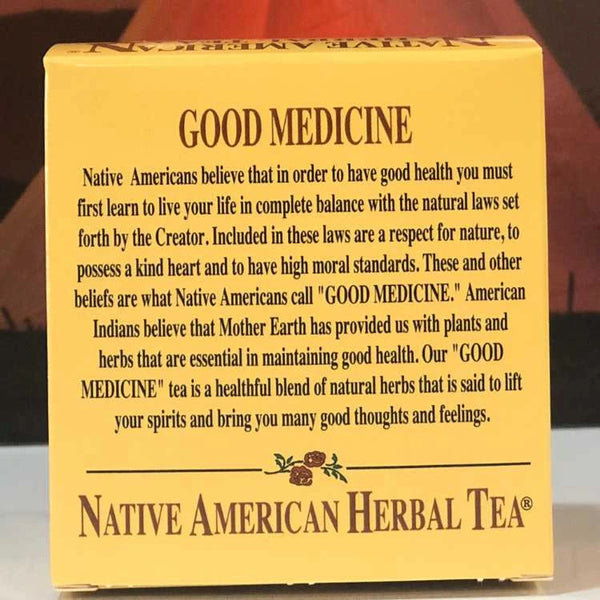 NATIVE AMERICAN
HERBAL TEA®
GOOD MEDICINE
Native Americans believe that in order to have good health you must
first learn to live your life in complete balance with the natural laws set
forth by the Creator. Included in these laws are a respect for nature, to
possess a kind heart and to have high moral standards. These and other
beliefs are what Native Americans call "GOOD MEDICINE." American
Indians believe that Mother Earth has provided us with plants and
herbs that are essential in maintaining good health. Our "GOOD
MEDICINE" tea is a healthful blend of natural herbs that is said to lift
your spirits and bring you many good thoughts and feelings.
NATIVE AMERICAN HERBAL TEA®